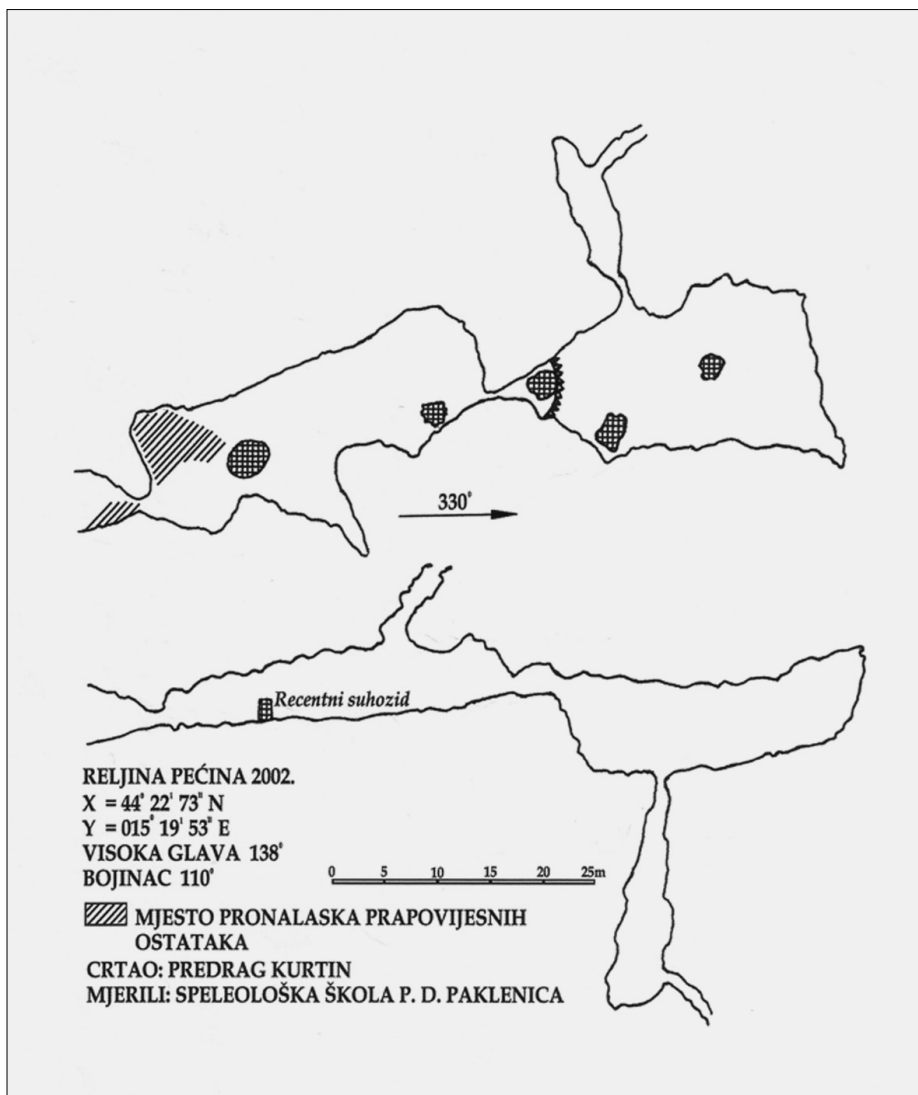 330°
Recentni suhozid
RELJINA PEĆINA 2002.
X = 44° 22' 73" N
Y = 015° 19' 53" E
VISOKA GLAVA 138°
BOJINAC 110°
0 5 10 15 20 25m
MJESTO PRONALASKA PRAPOVIJESNIH
OSTATAKA
CRTAO: PREDRAG KURTIN
MJERILI: SPELEOLOŠKA ŠKOLA P. D. PAKLENICA